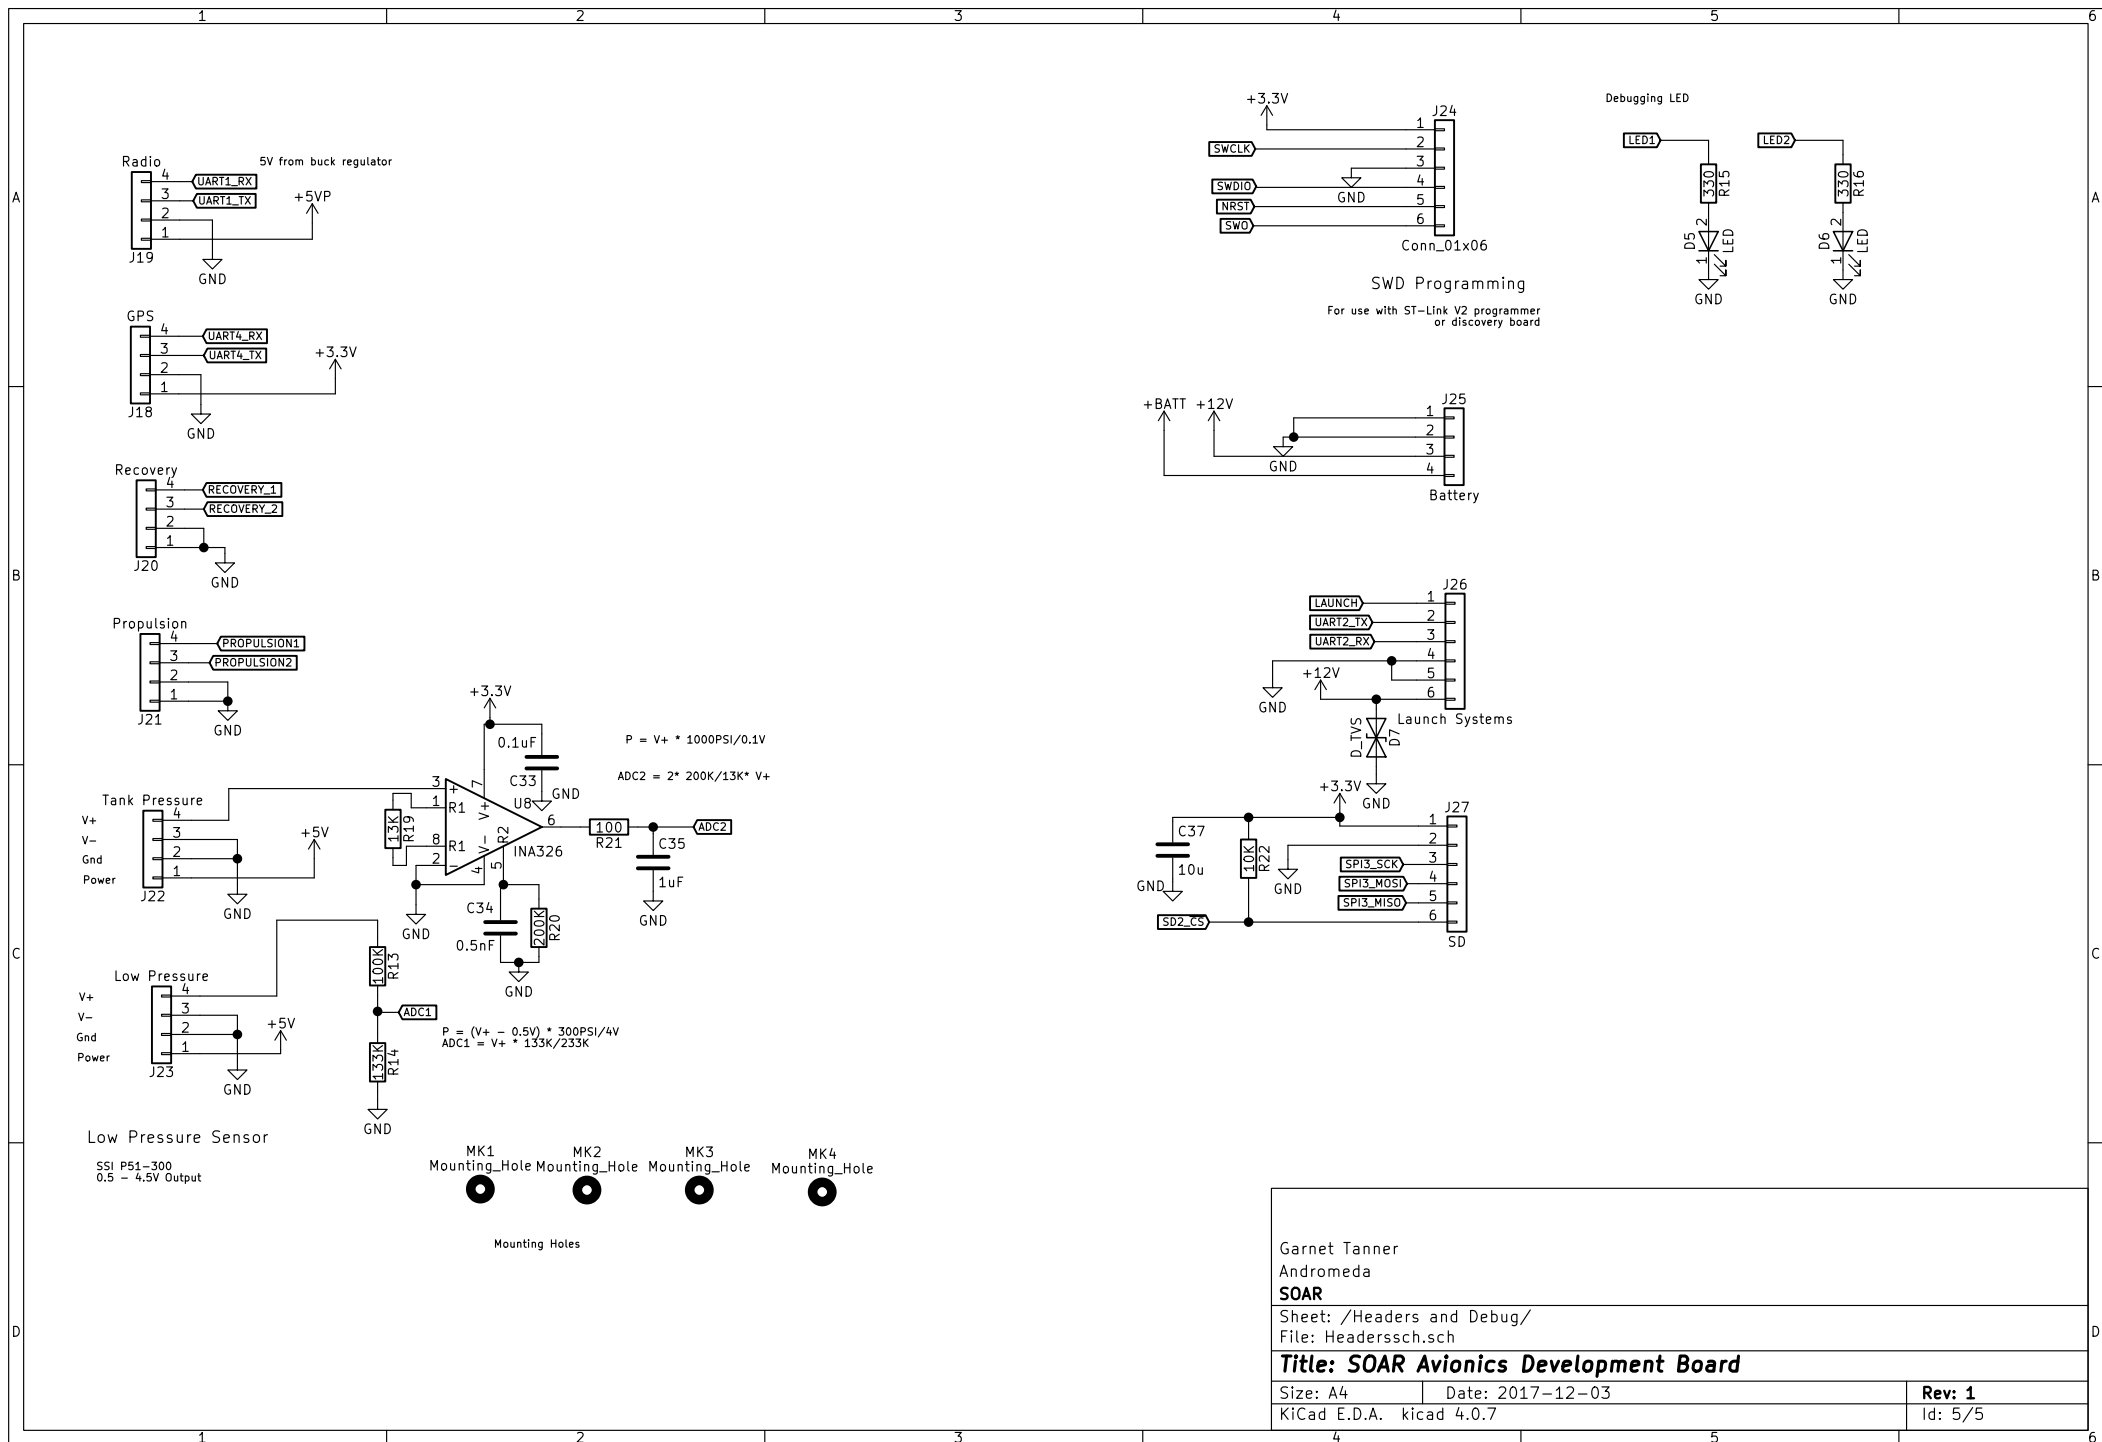 1 2 3 4 5 6
A A
B B
C C
D D
Radio
5V from buck regulator
4 UART1_RX
3 UART1_TX
+5VP
2
1
J19
GND
GPS
4 UART4_RX
3 UART4_TX
+3.3V
2
1
J18
GND
Recovery
4 RECOVERY_1
3 RECOVERY_2
2
1
J20
GND
Propulsion
4 PROPULSION1
3 PROPULSION2
2
1
J21
GND
Tank Pressure
V+ 4
V- 3
Gnd 2
Power 1
+5V
J22
GND
Low Pressure
V+ 4
V- 3
Gnd 2
Power 1
+5V
J23
GND
Low Pressure Sensor
SSI P51-300
0.5 - 4.5V Output
+3.3V
0.1uF
C33
GND
P = V+ * 1000PSI/0.1V
ADC2 = 2* 200K/13K* V+
3 + 7 V+
1 R1
U8
13K R19
8 R1
2 - 4 V- 5 R2
6
INA326
100
R21
ADC2
C35
1uF
GND
GND
C34
0.5nF
200K R20
GND
100K R13
ADC1
133K R14
GND
P = (V+ - 0.5V) * 300PSI/4V
ADC1 = V+ * 133K/233K
MK1
Mounting_Hole
MK2
Mounting_Hole
MK3
Mounting_Hole
MK4
Mounting_Hole
Mounting Holes
+3.3V
J24
1
SWCLK 2
3
SWDIO 4
GND
NRST 5
SWO 6
Conn_01x06
SWD Programming
For use with ST-Link V2 programmer
or discovery board
Debugging LED
LED1
330 R15
2 D5 LED 1
GND
LED2
330 R16
2 D6 LED 1
GND
+BATT +12V
J25
1
2
3
4
GND
Battery
J26
LAUNCH 1
UART2_TX 2
UART2_RX 3
4
5
+12V 6
GND
Launch Systems
D_TVS D7
GND
+3.3V
J27
C37
10u
GND
10K R22
1
2
GND
SPI3_SCK 3
SPI3_MOSI 4
SPI3_MISO 5
SD2_CS 6
SD
Garnet Tanner
Andromeda
SOAR
Sheet: /Headers and Debug/
File: Headerssch.sch
Title: SOAR Avionics Development Board
Size: A4 Date: 2017-12-03 Rev: 1
KiCad E.D.A. kicad 4.0.7 Id: 5/5
1 2 3 4 5 6